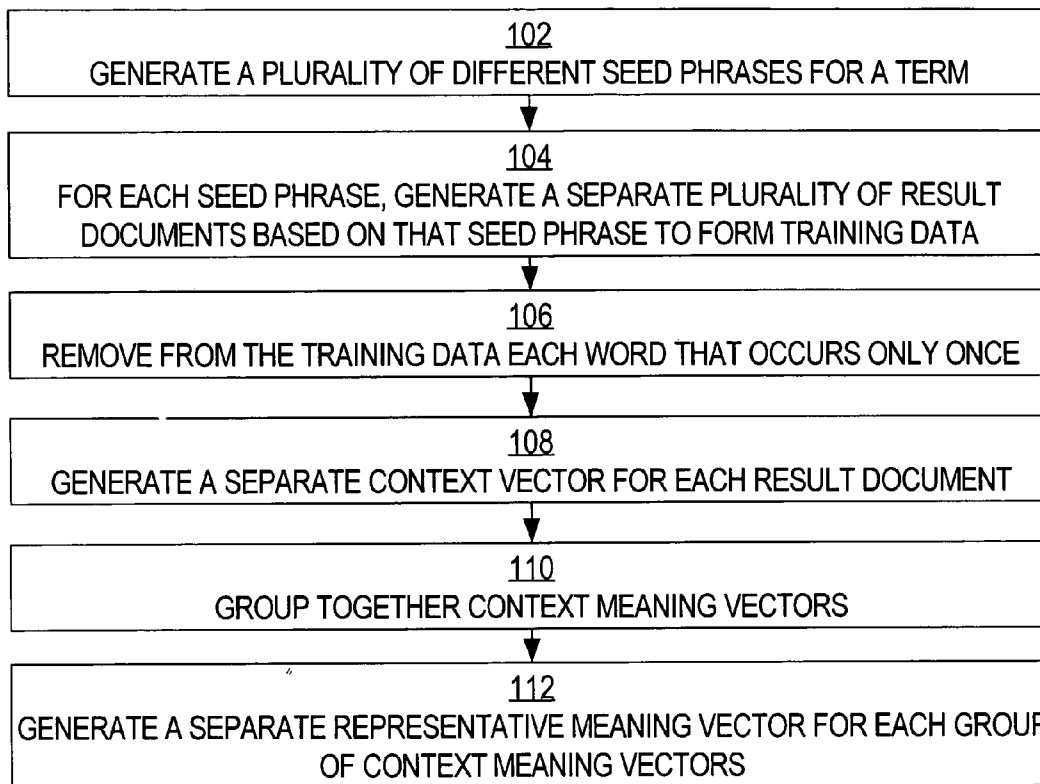 102
GENERATE A PLURALITY OF DIFFERENT SEED PHRASES FOR A TERM
104
FOR EACH SEED PHRASE, GENERATE A SEPARATE PLURALITY OF RESULT
DOCUMENTS BASED ON THAT SEED PHRASE TO FORM TRAINING DATA
106
REMOVE FROM THE TRAINING DATA EACH WORD THAT OCCURS ONLY ONCE
108
GENERATE A SEPARATE CONTEXT VECTOR FOR EACH RESULT DOCUMENT
110
GROUP TOGETHER CONTEXT MEANING VECTORS
112
GENERATE A SEPARATE REPRESENTATIVE MEANING VECTOR FOR EACH GROUP
OF CONTEXT MEANING VECTORS